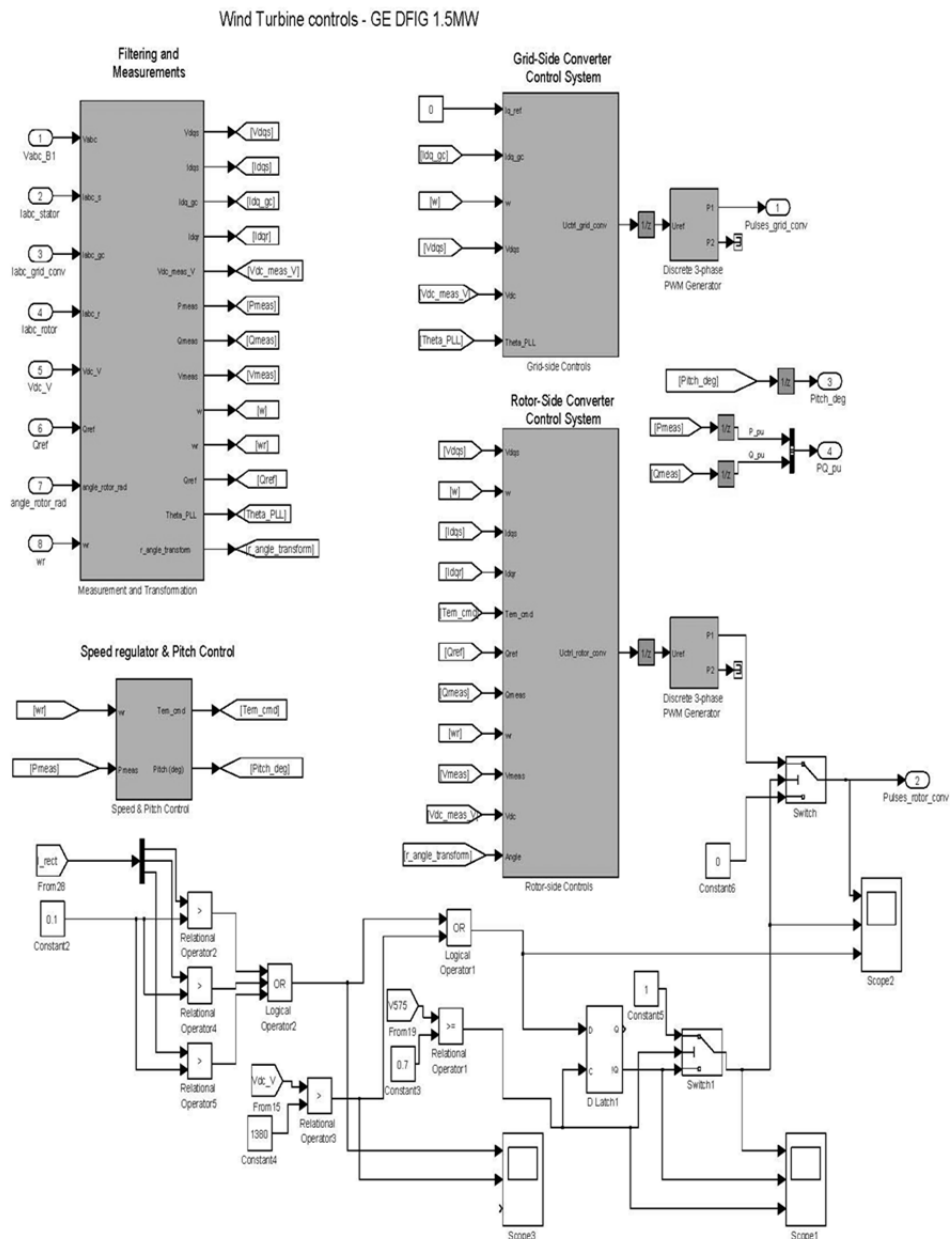 Wind Turbine controls - GE DFIG 1.5MW
Filtering and
Measurements
1
Vabc_B1
2
Iabc_stator
3
Iabc_grid_conv
4
Iabc_rotor
5
Vdc_V
6
Qref
7
angle_rotor_rad
8
wr
Vabc
Iabc_s
Iabc_gc
Iabc_r
Vdc_V
Qref
angle_rotor_rad
wr
Vdqs
Idqs
Idq_gc
Idqr
Vdc_meas_V
Pmeas
Qmeas
Vmeas
w
wr
Qref
Theta_PLL
r_angle_transform
[Vdqs]
[Idqs]
[Idq_gc]
[Idqr]
[Vdc_meas_V]
[Pmeas]
[Qmeas]
[Vmeas]
[w]
[wr]
[Qref]
[Theta_PLL]
[r_angle_transform]
Measurement and Transformation
Grid-Side Converter
Control System
0
[Idq_gc]
[w]
[Vdqs]
[Vdc_meas_V]
[Theta_PLL]
Iq_ref
Idq_gc
w
Vdqs
Vdc
Theta_PLL
Uctrl_grid_conv
Grid-side Controls
1/z
Uref
P1
P2
Discrete 3-phase
PWM Generator
1
Pulses_grid_conv
[Pitch_deg]
1/z
3
Pitch_deg
[Pmeas]
1/z
P_pu
[Qmeas]
1/z
Q_pu
4
PQ_pu
Rotor-Side Converter
Control System
[Vdqs]
[w]
[Idqs]
[Idqr]
[Tem_cmd]
[Qref]
[Qmeas]
[wr]
[Vmeas]
[Vdc_meas_V]
[r_angle_transform]
Vdqs
w
Idqs
Idqr
Tem_cmd
Qref
Qmeas
wr
Vmeas
Vdc
Angle
Uctrl_rotor_conv
Rotor-side Controls
1/z
Uref
P1
P2
Discrete 3-phase
PWM Generator
Switch
2
Pulses_rotor_conv
0
Constant6
Scope2
Speed regulator & Pitch Control
[wr]
[Pmeas]
wr
Pmeas
Tem_cmd
Pitch (deg)
[Tem_cmd]
[Pitch_deg]
Speed & Pitch Control
I_rect
From28
0.1
Constant2
>
Relational
Operator2
>
Relational
Operator4
>
Relational
Operator5
OR
Logical
Operator2
OR
Logical
Operator1
V575
From19
0.7
Constant3
>=
Relational
Operator1
Vdc_V
From15
1380
Constant4
>
Relational
Operator3
D
C
Q
!Q
D Latch1
1
Constant5
Switch1
Scope3
Scope1